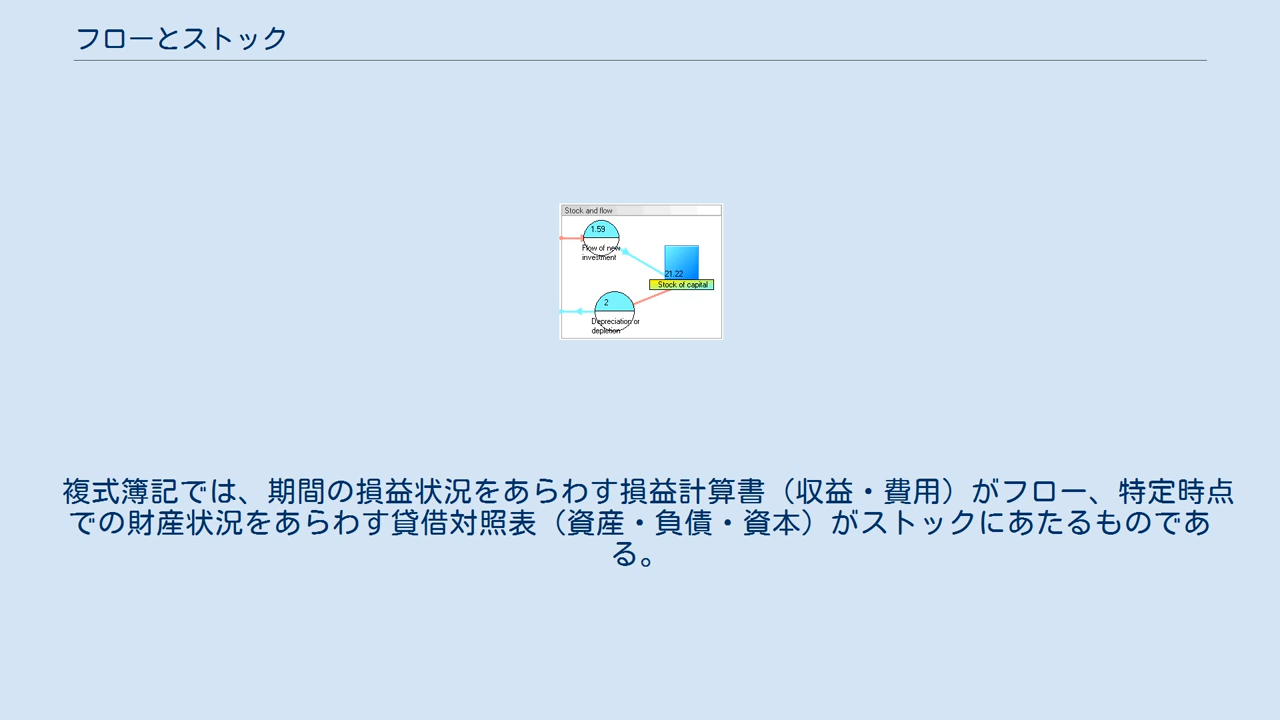 フローとストック
Stock and flow
1.59
Flow of new
investment
21.22
Stock of capital
2
Depreciation or
depletion
複式簿記では、期間の損益状況をあらわす損益計算書（収益・費用）がフロー、特定時点
での財産状況をあらわす貸借対照表（資産・負債・資本）がストックにあたるものであ
る。